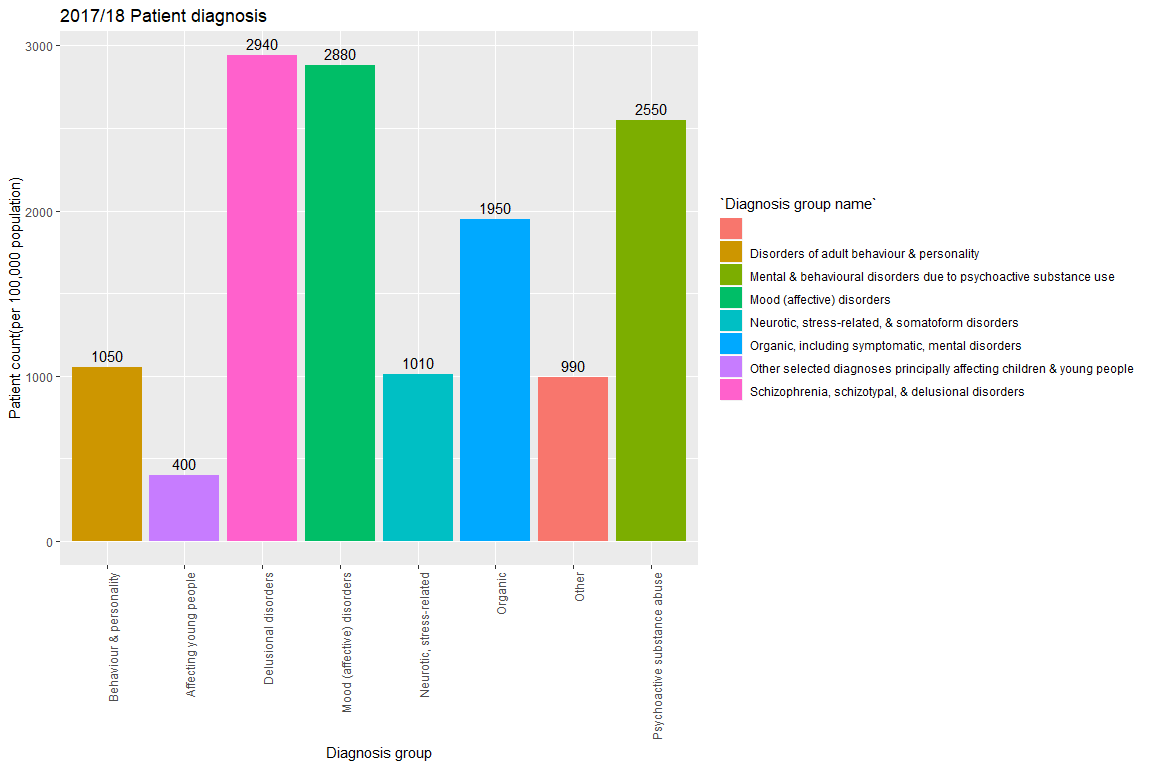 2017/18 Patient diagnosis
Patient count(per 100,000 population)
3000
2000
1000
0
1050
400
2940
2880
1010
1950
990
2550
Behaviour & personality
Affecting young people
Delusional disorders
Mood (affective) disorders
Neurotic, stress-related
Organic
Other
Psychoactive substance abuse
Diagnosis group
`Diagnosis group name`
Disorders of adult behaviour & personality
Mental & behavioural disorders due to psychoactive substance use
Mood (affective) disorders
Neurotic, stress-related, & somatoform disorders
Organic, including symptomatic, mental disorders
Other selected diagnoses principally affecting children & young people
Schizophrenia, schizotypal, & delusional disorders